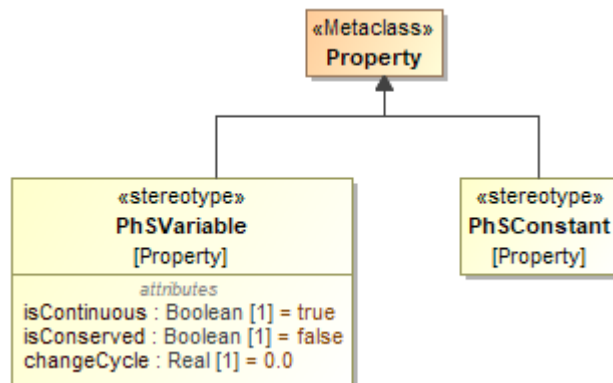 «Metaclass»
Property
«stereotype»
PhSVariable
[Property]
attributes
isContinuous : Boolean [1] = true
isConserved : Boolean [1] = false
changeCycle : Real [1] = 0.0
«stereotype»
PhSConstant
[Property]